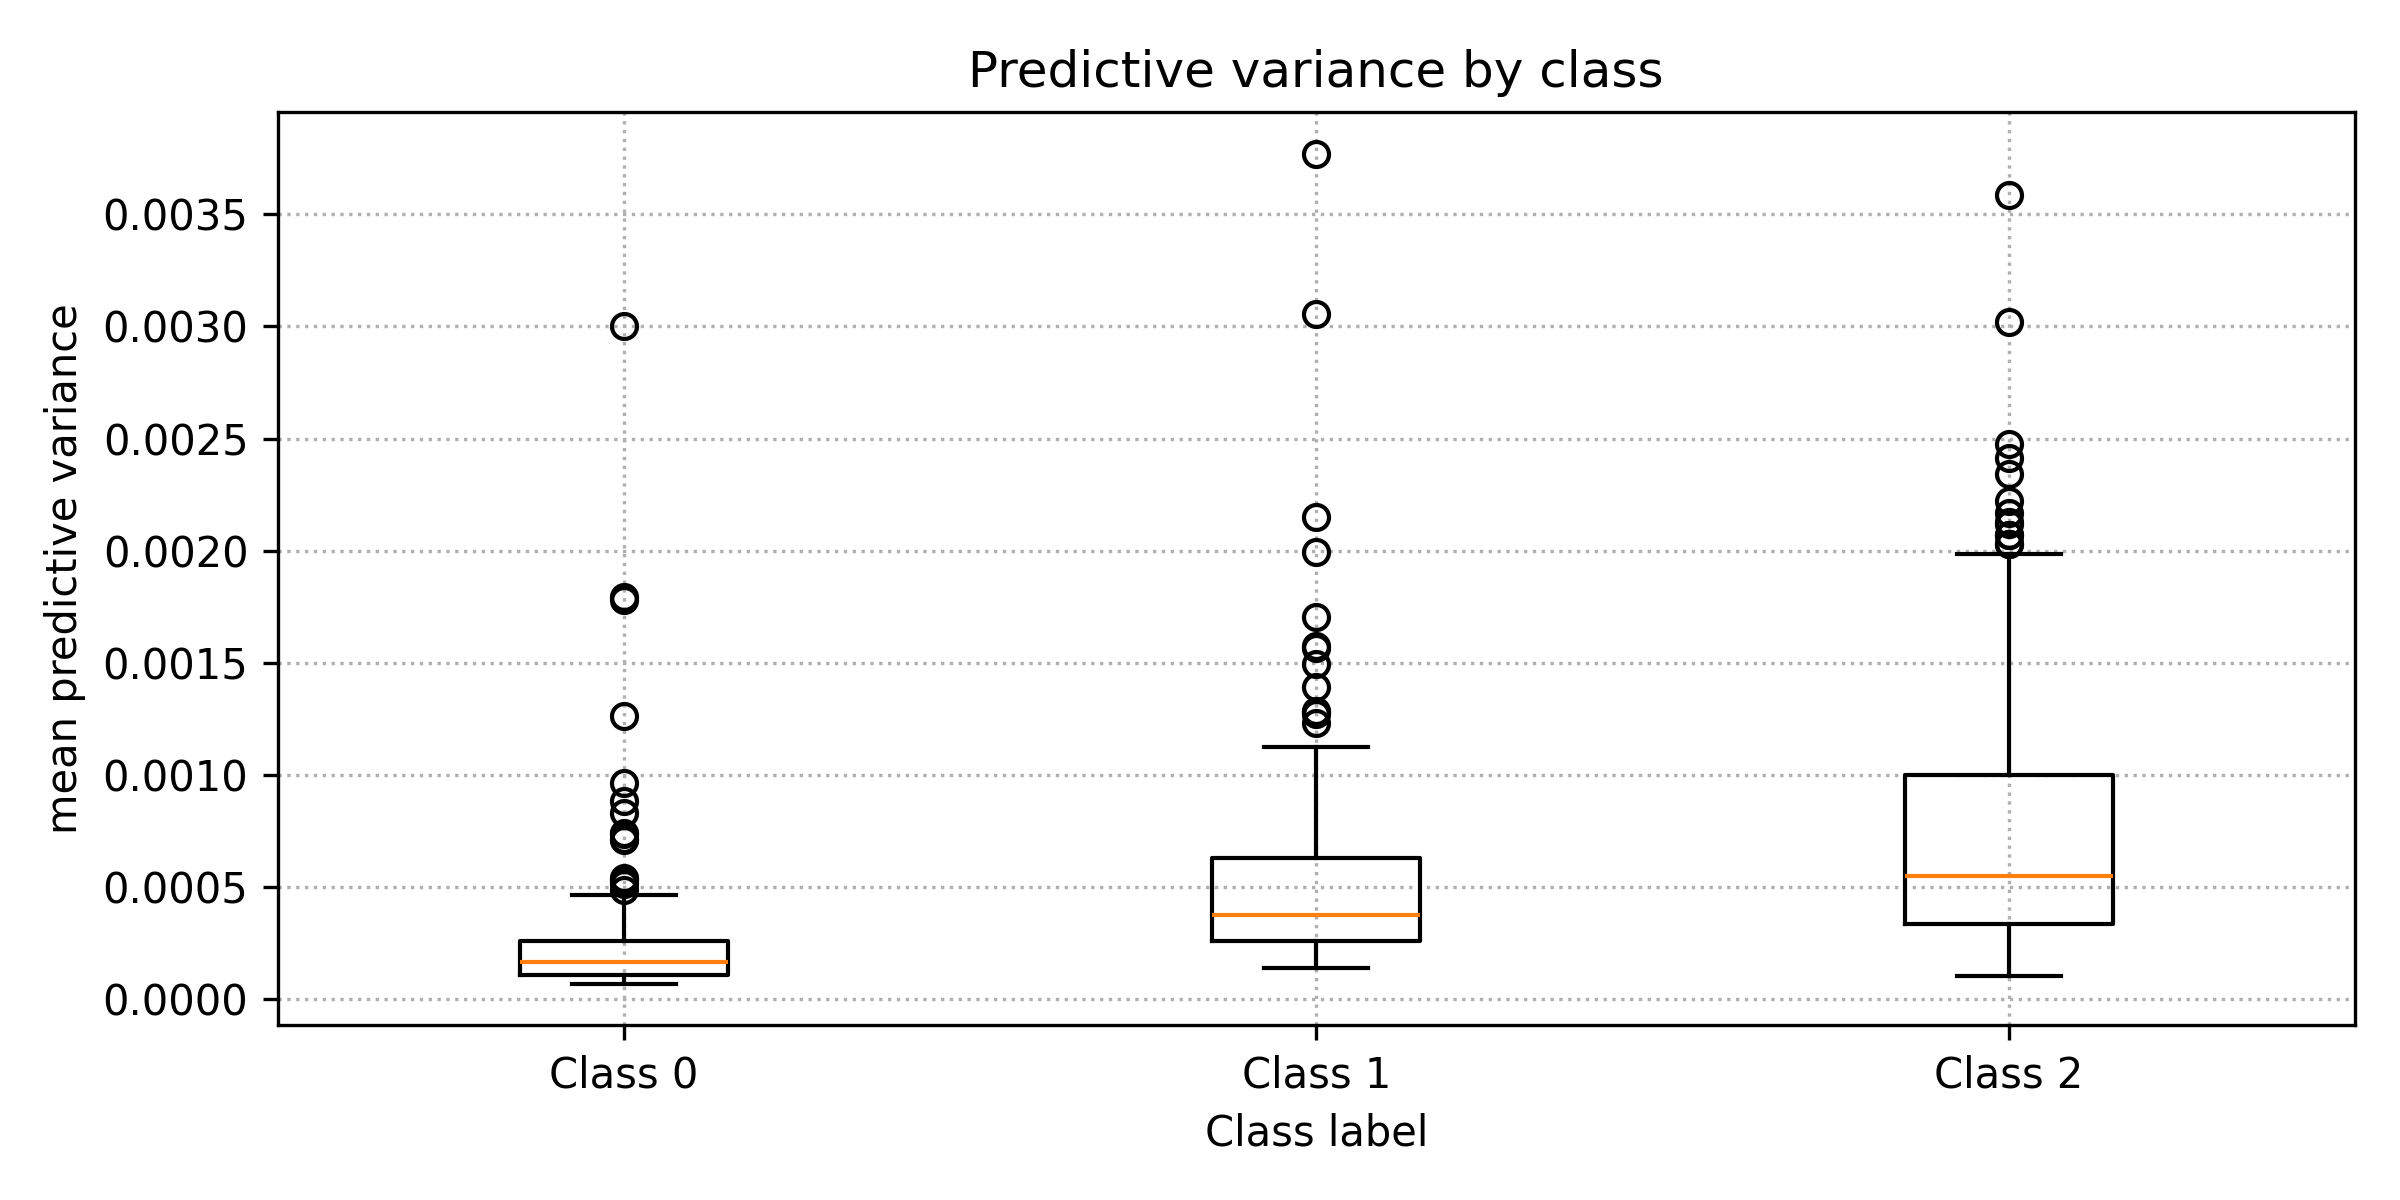 Predictive variance by class
mean predictive variance
0.0035
0.0030
0.0025
0.0020
0.0015
0.0010
0.0005
0.0000
Class 0
Class 1
Class 2
Class label